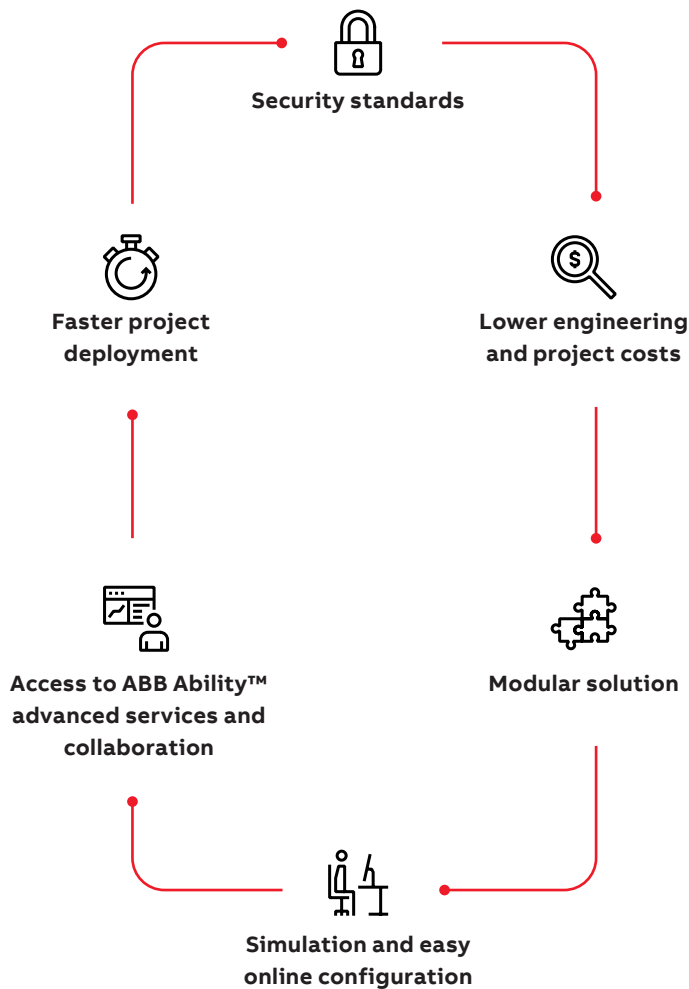 Security standards
Faster project
deployment
Lower engineering
and project costs
Access to ABB Ability™
advanced services and
collaboration
Modular solution
Simulation and easy
online configuration
$